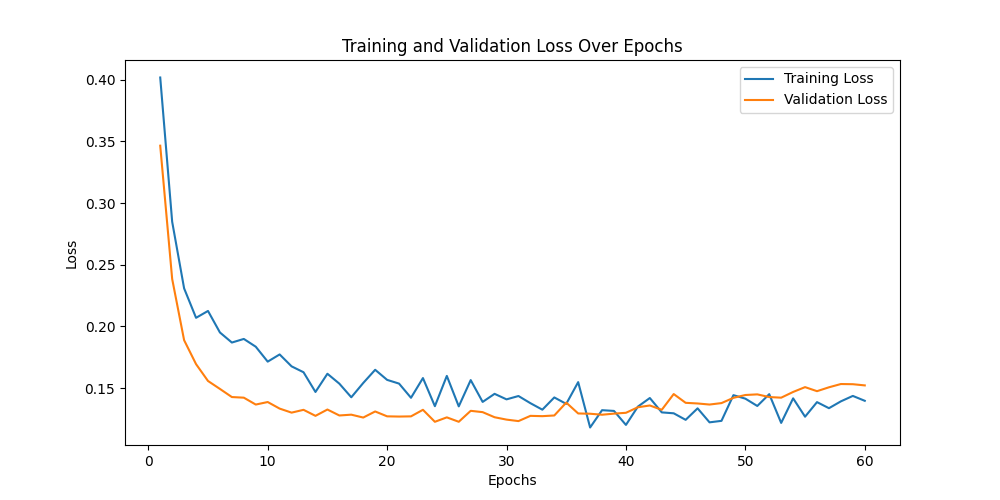 Training and Validation Loss Over Epochs
Training Loss
Validation Loss
Loss
0.40
0.35
0.30
0.25
0.20
0.15
0 10 20 30 40 50 60
Epochs